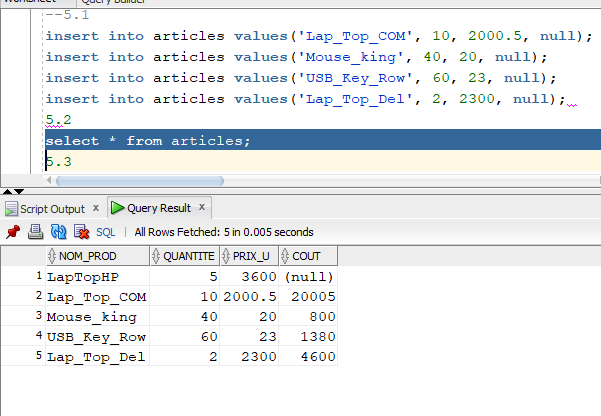 Query Builder
--5.1
insert into articles values('Lap_Top_COM', 10, 2000.5, null);
insert into articles values('Mouse_king', 40, 20, null);
insert into articles values('USB_Key_Row', 60, 23, null);
insert into articles values('Lap_Top_Del', 2, 2300, null);
5.2
select * from articles;
5.3
Script Output x Query Result x
SQL | All Rows Fetched: 5 in 0.005 seconds
NOM_PROD QUANTITE PRIX_U COUT
1 LapTopHP 5 3600 (null)
2 Lap_Top_COM 10 2000.5 20005
3 Mouse_king 40 20 800
4 USB_Key_Row 60 23 1380
5 Lap_Top_Del 2 2300 4600